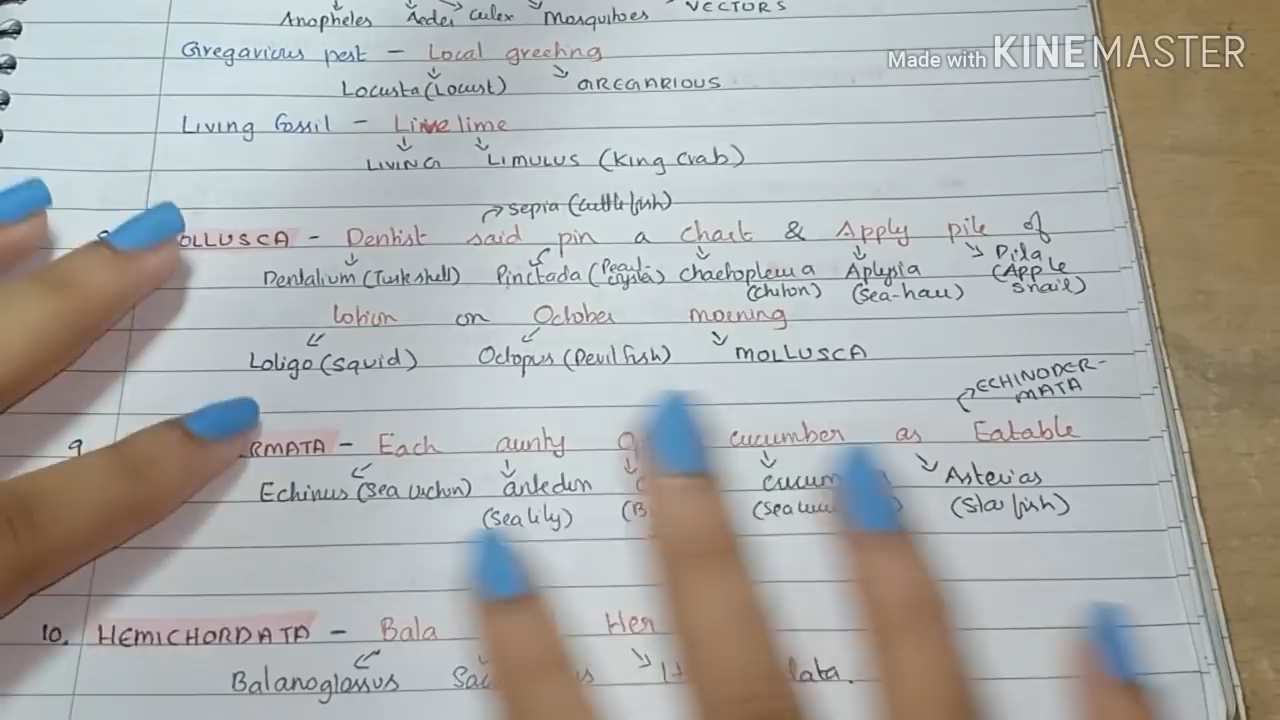 Anopheles Aedes Culex Mosquitoes VECTORS
Made with KINEMASTER
Gregarious pest - Local greeting
Locusta (Locust) GREGARIOUS
Living fossil - Live lime
LIVING LIMULUS (King Crab)
Sepia (Cuttlefish)
OLLUSCA - Dentist said pin a chart & Apply pile of
Dentalium (Tusk shell) Pinctada (Pearl oyster) Chaetopleura (Chiton) Aplysia (Sea-hare) Pila (Apple snail)
lotion on October morning
Loligo (Squid) Octopus (Devil fish) MOLLUSCA
ECHINODER-MATA
9 RMATA - Each aunty cucumber as Eatable
Echinus (Sea urchin) antedon Asterias
(Sea lily) (Star fish)
10. HEMICHORDATA - Bala Her
Balanoglossus